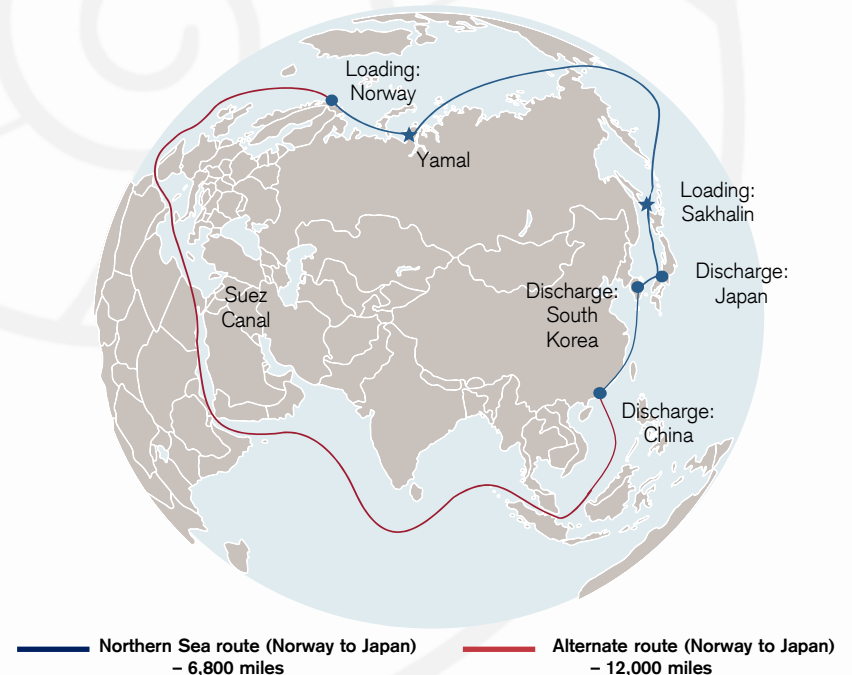 Loading:
Norway
Yamal
Loading:
Sakhalin
Discharge:
Japan
Suez
Canal
Discharge:
South
Korea
Discharge:
China
Northern Sea route (Norway to Japan)
– 6,800 miles
Alternate route (Norway to Japan)
– 12,000 miles